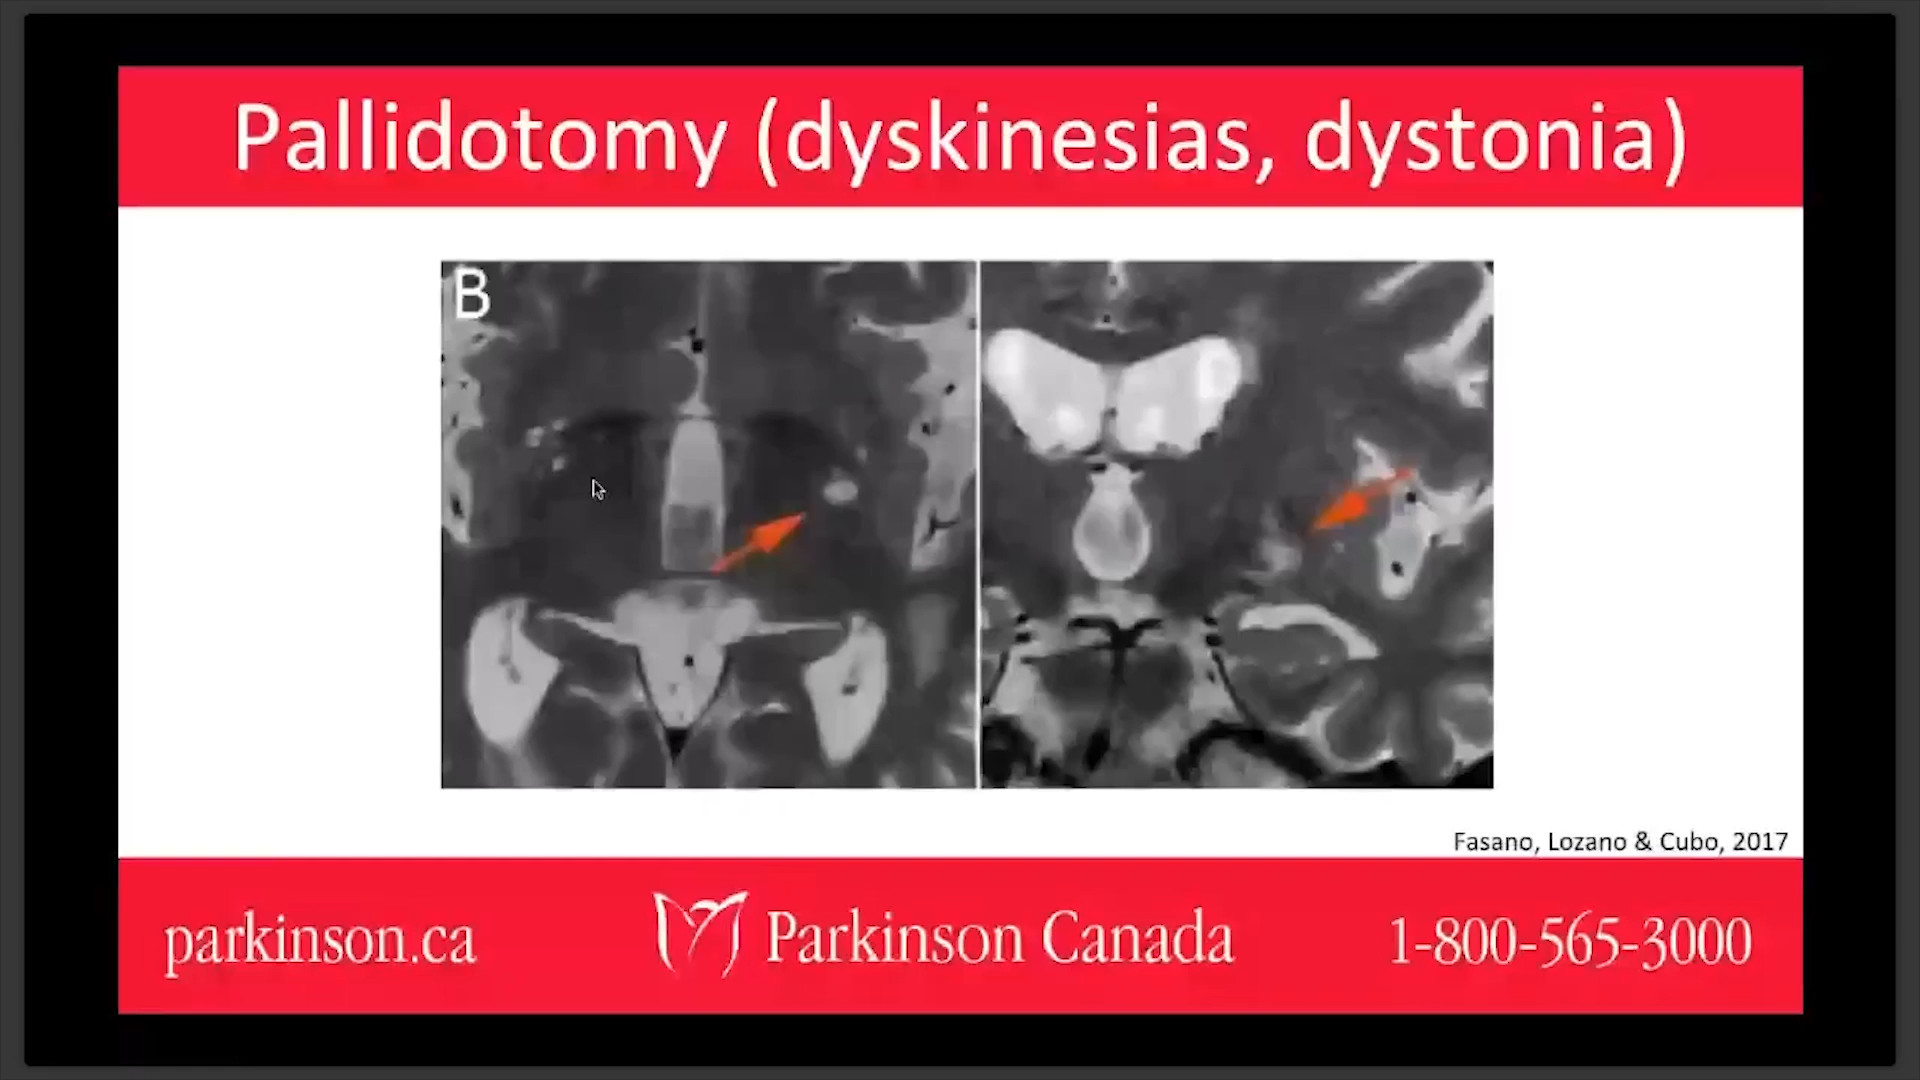 Pallidotomy (dyskinesias, dystonia)
B
Fasano, Lozano & Cubo, 2017
parkinson.ca
Parkinson Canada
1-800-565-3000